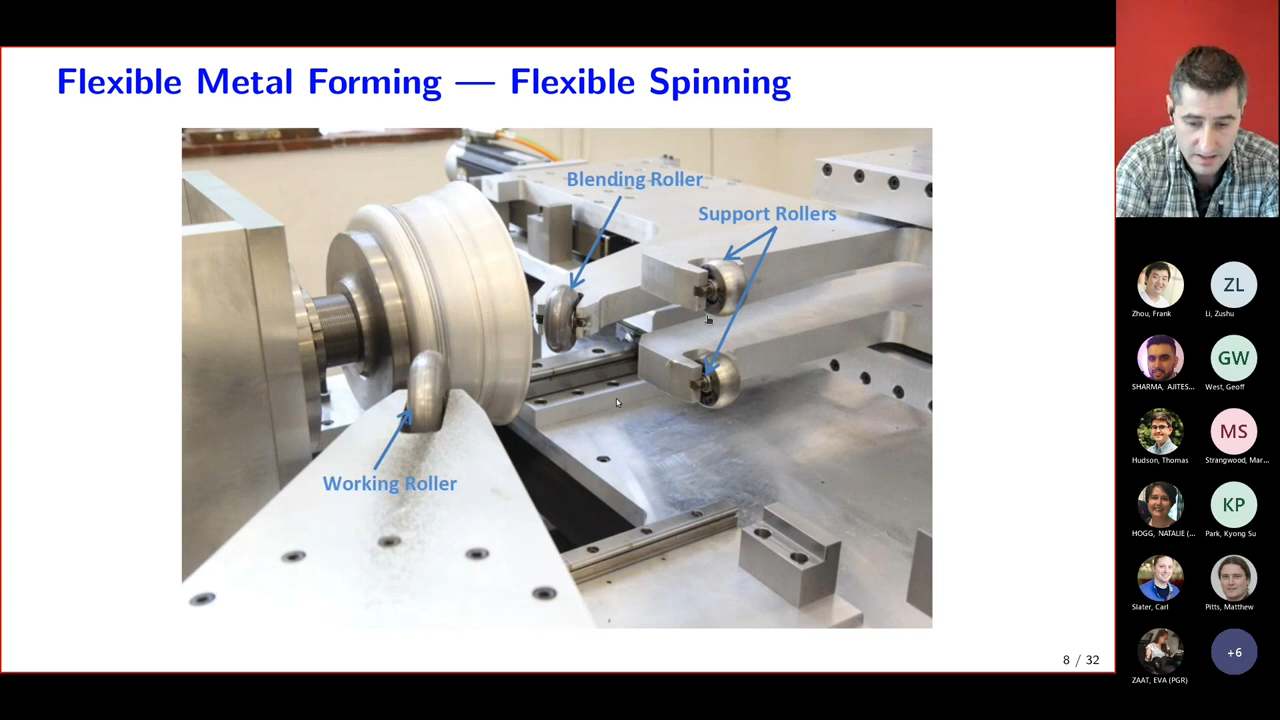 Flexible Metal Forming — Flexible Spinning
Blending Roller
Support Rollers
Working Roller
8 / 32
Zhou, Frank
ZL
Li, Zushu
SHARMA, AJITES...
GW
West, Geoff
Hudson, Thomas
MS
Strangwood, Mar...
HOGG, NATALIE (...
KP
Park, Kyong Su
Slater, Carl
Pitts, Matthew
ZAAT, EVA (PGR)
+6